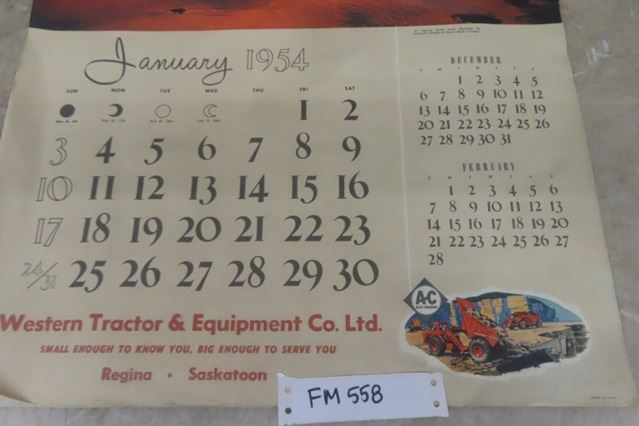 January 1954
SUN MON TUE WED THU FRI SAT
1 2
3 4 5 6 7 8 9
10 11 12 13 14 15 16
17 18 19 20 21 22 23
24/31 25 26 27 28 29 30
DECEMBER
S M T W T F S
1 2 3 4 5
6 7 8 9 10 11 12
13 14 15 16 17 18 19
20 21 22 23 24 25 26
27 28 29 30 31
FEBRUARY
S M T W T F S
1 2 3 4 5 6
7 8 9 10 11 12 13
14 15 16 17 18 19 20
21 22 23 24 25 26 27
28
Western Tractor & Equipment Co. Ltd.
SMALL ENOUGH TO KNOW YOU, BIG ENOUGH TO SERVE YOU
Regina • Saskatoon
A-C
FM 558